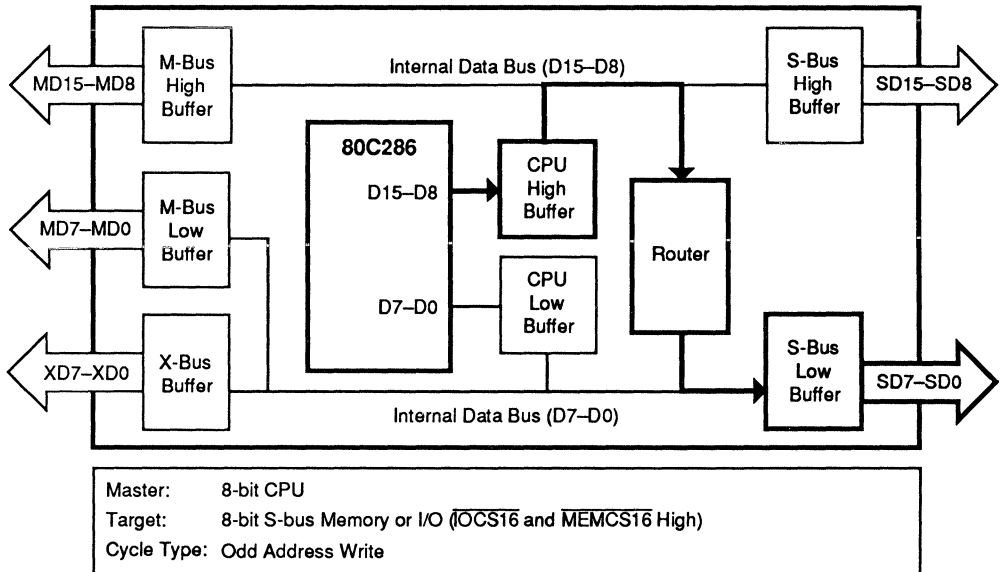 MD15–MD8
M-Bus
High
Buffer
Internal Data Bus (D15–D8)
S-Bus
High
Buffer
SD15–SD8
80C286
D15–D8
CPU
High
Buffer
MD7–MD0
M-Bus
Low
Buffer
Router
D7–D0
CPU
Low
Buffer
XD7–XD0
X-Bus
Buffer
S-Bus
Low
Buffer
SD7–SD0
Internal Data Bus (D7–D0)
Master: 8-bit CPU
Target: 8-bit S-bus Memory or I/O (IOCS16 and MEMCS16 High)
Cycle Type: Odd Address Write